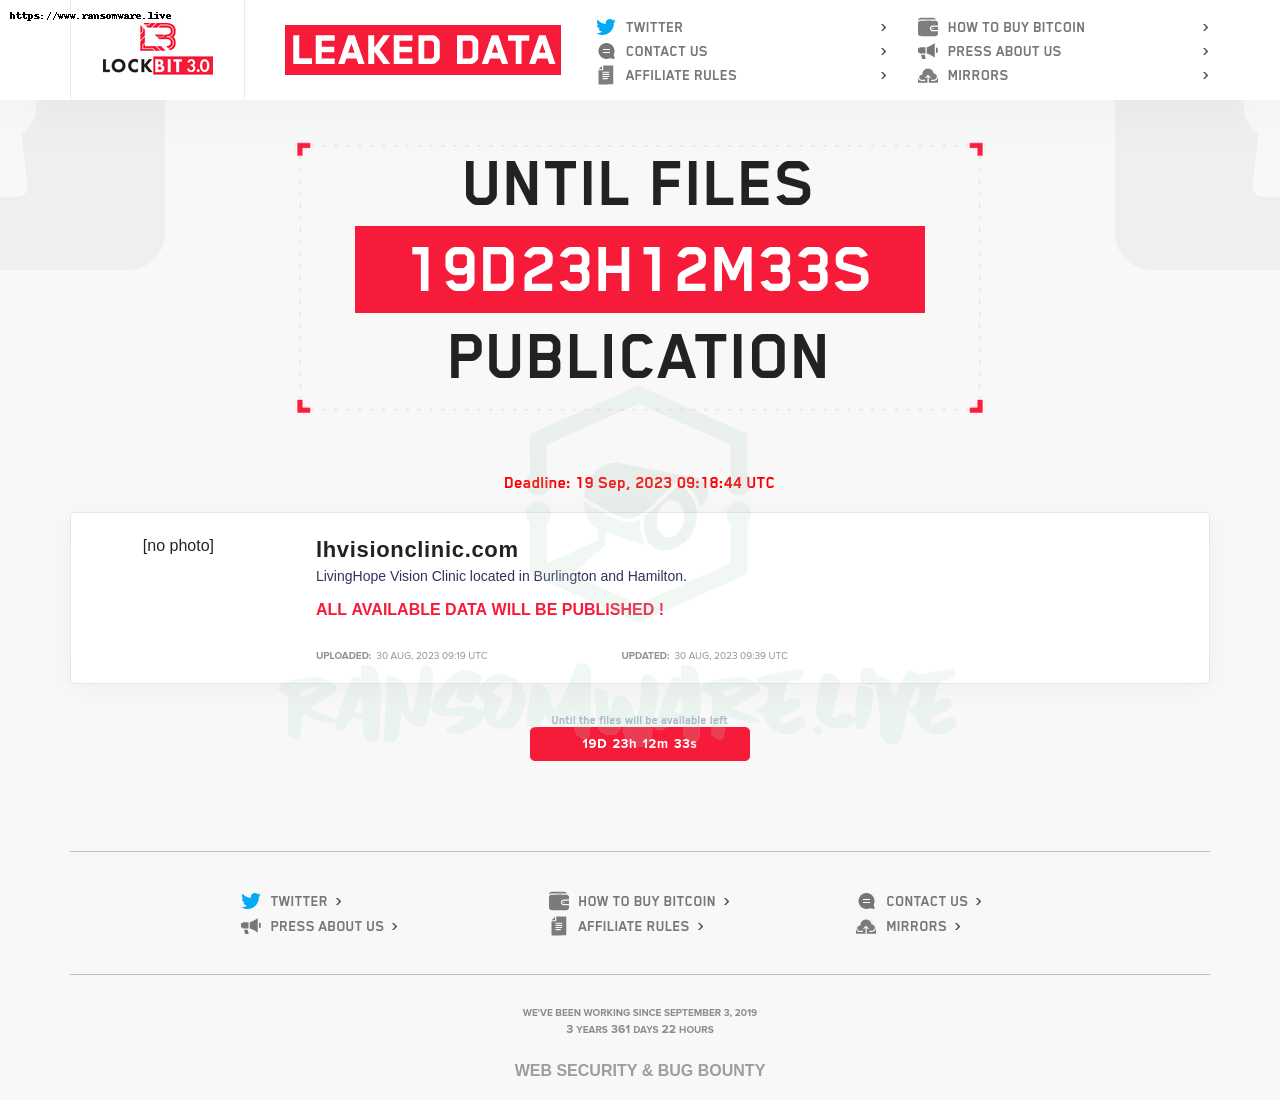 https://www.ransomware.live
LOCKBIT 3.0
LEAKED DATA
TWITTER
CONTACT US
AFFILIATE RULES
HOW TO BUY BITCOIN
PRESS ABOUT US
MIRRORS
UNTIL FILES
19D23H12M33S
PUBLICATION
Deadline: 19 Sep, 2023 09:18:44 UTC
[no photo]
lhvisionclinic.com
LivingHope Vision Clinic located in Burlington and Hamilton.
ALL AVAILABLE DATA WILL BE PUBLISHED !
UPLOADED: 30 AUG, 2023 09:19 UTC
UPDATED: 30 AUG, 2023 09:39 UTC
RANSOMWARE.LIVE
Until the files will be available left
19D 23h 12m 33s
TWITTER
HOW TO BUY BITCOIN
CONTACT US
PRESS ABOUT US
AFFILIATE RULES
MIRRORS
WE'VE BEEN WORKING SINCE SEPTEMBER 3, 2019
3 YEARS 361 DAYS 22 HOURS
WEB SECURITY & BUG BOUNTY